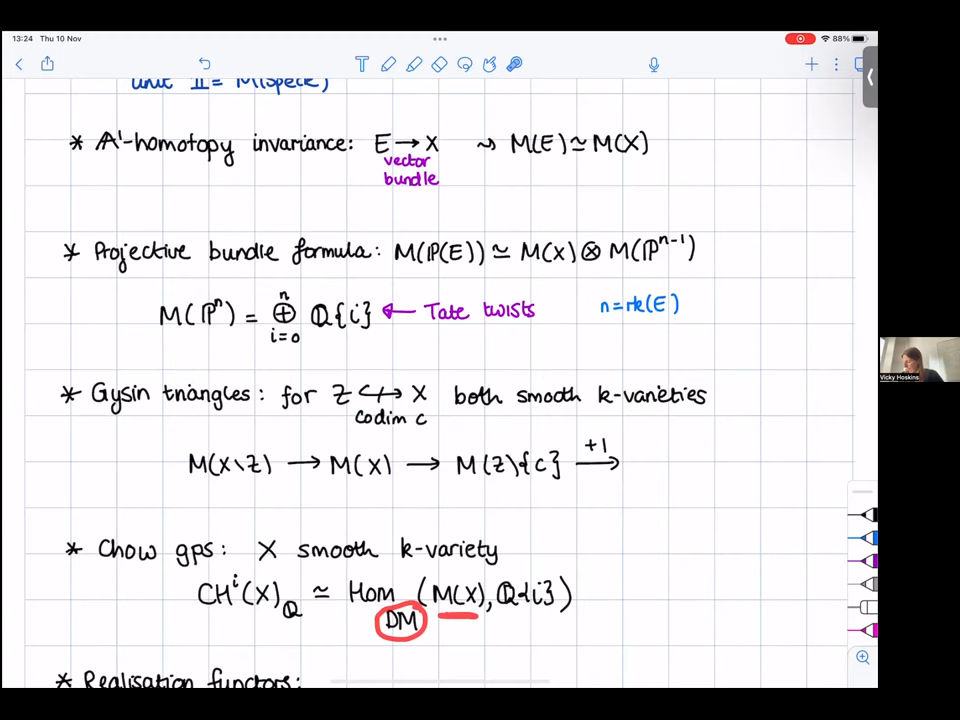 13:24 Thu 10 Nov
88%
unit 𝟙 = M(Spec k)
* A¹-homotopy invariance: E → X ⇝ M(E) ≃ M(X)
vector
bundle
* Projective bundle formula: M(ℙ(E)) ≃ M(X) ⊗ M(ℙⁿ⁻¹)
M(ℙⁿ) = ⊕ⁿᵢ₌₀ ℚ{i} ← Tate twists n=rk(E)
* Gysin triangles: for Z ↪ X both smooth k-varieties
codim c
M(X\Z) → M(X) → M(Z){c} +1→
* Chow gps: X smooth k-variety
CHⁱ(X)_ℚ ≃ Hom (M(X), ℚ{i})
DM
* Realisation functors:
Vicky Hoskins